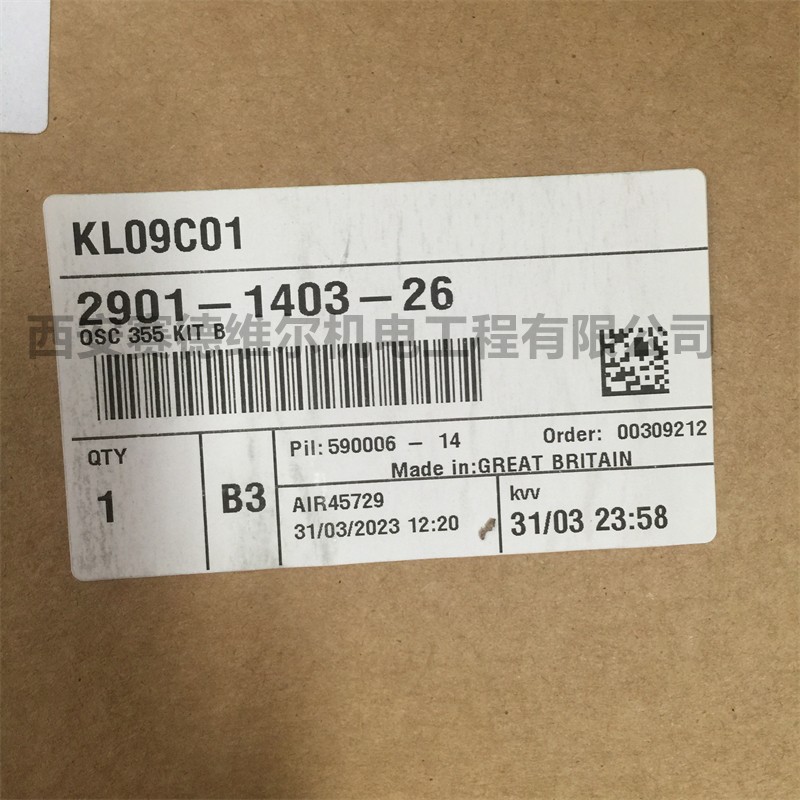 KL09C01
2901-1403-26
OSC 355 KIT B
西安赛德维尔机电工程有限公司
QTY
1
B3
Pil: 590006 - 14
Order: 00309212
Made in:GREAT BRITAIN
AIR45729
31/03/2023 12:20
kvv
31/03 23:58